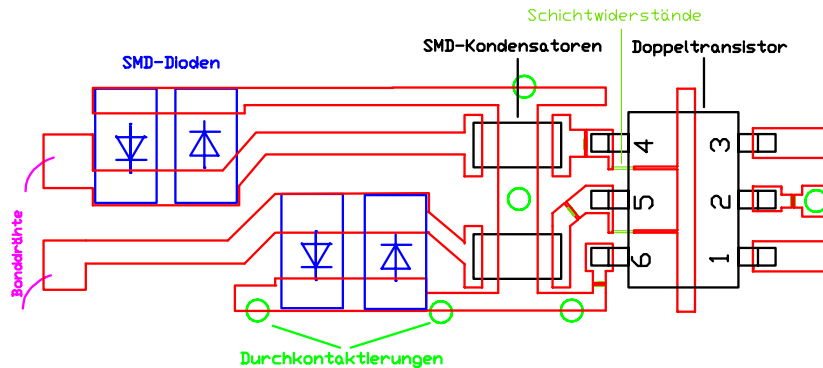 Schichtwiderstände
SMD-Kondensatoren
Doppeltransistor
SMD-Dioden
4
3
5
2
6
1
Bonddrähte
Durchkontaktierungen